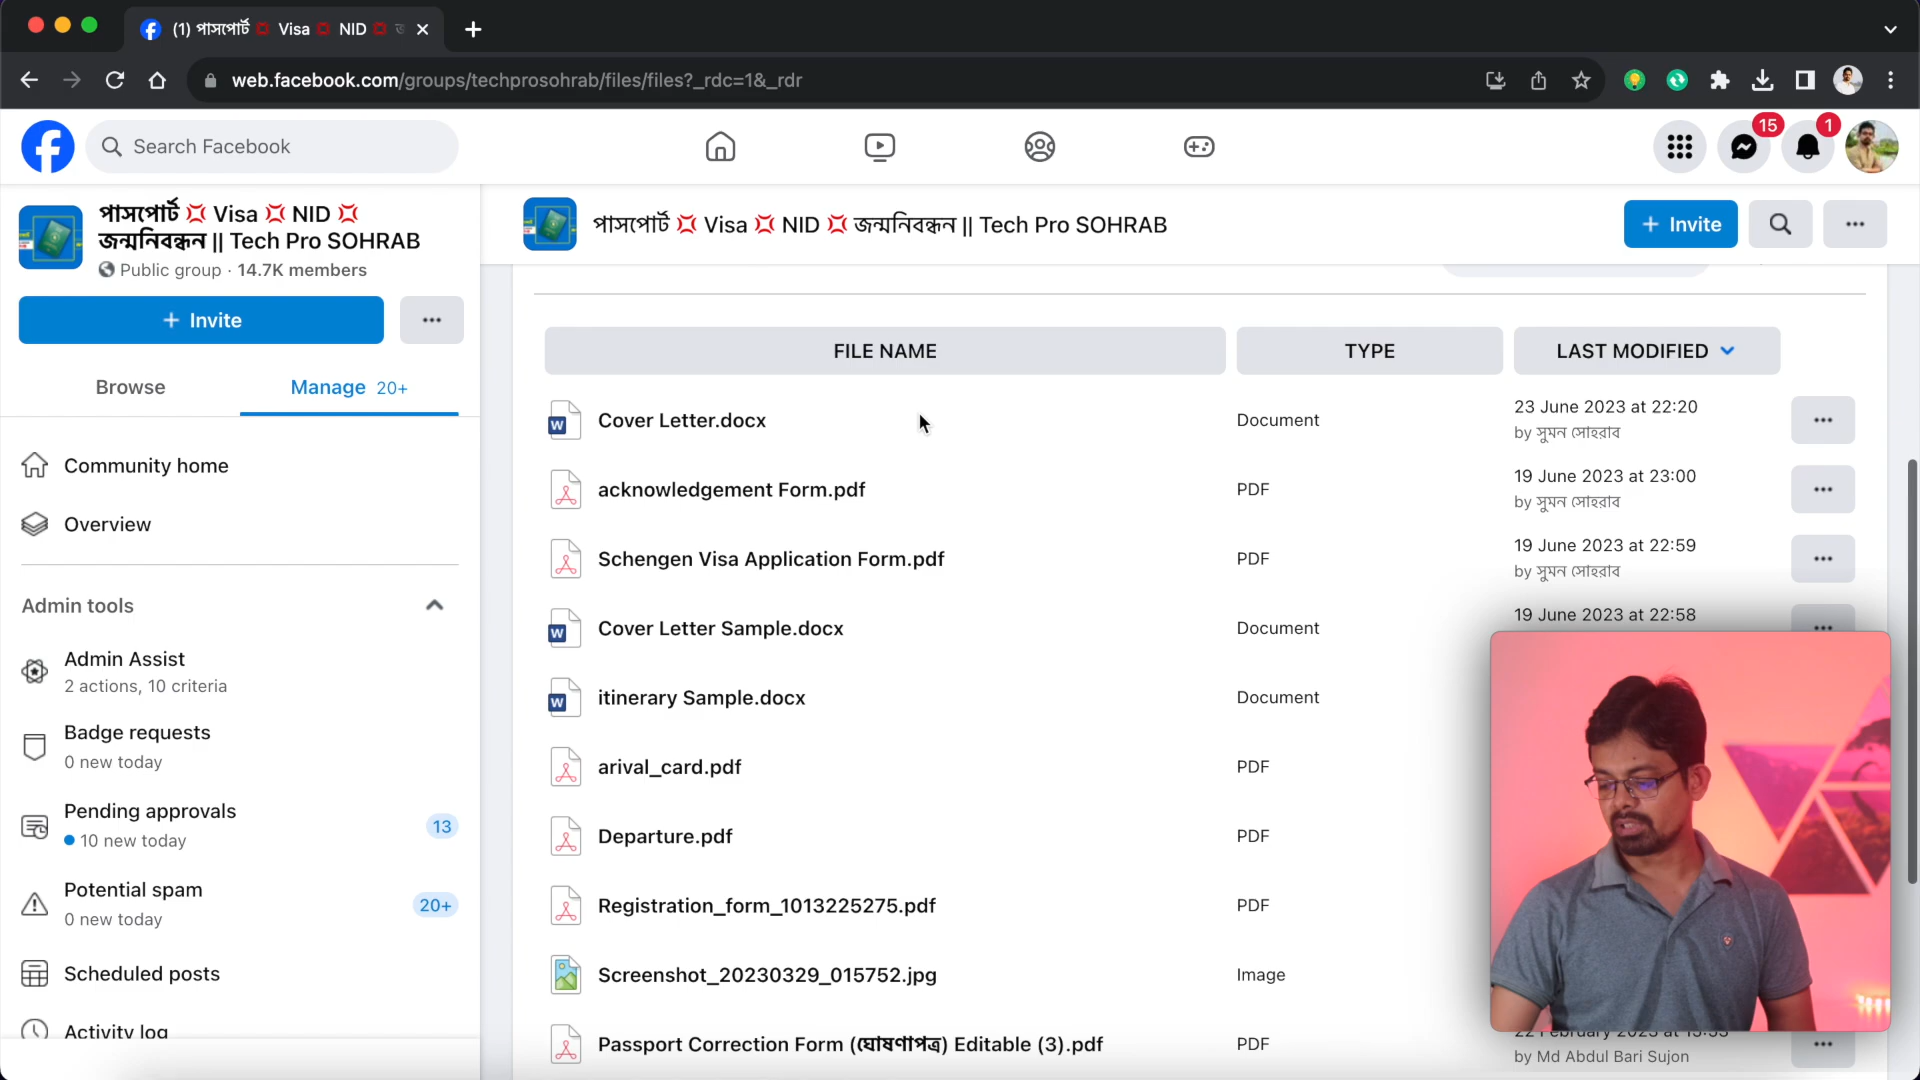 (1) পাসপোর্ট 💢 Visa 💢 NID 💢
web.facebook.com/groups/techprosohrab/files/files?_rdc=1&_rdr
Search Facebook
15
1
পাসপোর্ট 💢 Visa 💢 NID 💢
জন্মনিবন্ধন || Tech Pro SOHRAB
Public group · 14.7K members
+ Invite
Browse
Manage 20+
Community home
Overview
Admin tools
Admin Assist
2 actions, 10 criteria
Badge requests
0 new today
Pending approvals
10 new today
13
Potential spam
0 new today
20+
Scheduled posts
Activity log
পাসপোর্ট 💢 Visa 💢 NID 💢 জন্মনিবন্ধন || Tech Pro SOHRAB
+ Invite
FILE NAME
TYPE
LAST MODIFIED
Cover Letter.docx
Document
23 June 2023 at 22:20
by সুমন সোহরাব
acknowledgement Form.pdf
PDF
19 June 2023 at 23:00
by সুমন সোহরাব
Schengen Visa Application Form.pdf
PDF
19 June 2023 at 22:59
by সুমন সোহরাব
Cover Letter Sample.docx
Document
19 June 2023 at 22:58
itinerary Sample.docx
Document
arival_card.pdf
PDF
Departure.pdf
PDF
Registration_form_1013225275.pdf
PDF
Screenshot_20230329_015752.jpg
Image
Passport Correction Form (ঘোষণাপত্র) Editable (3).pdf
PDF
22 February 2023 at
by Md Abdul Bari Sujon